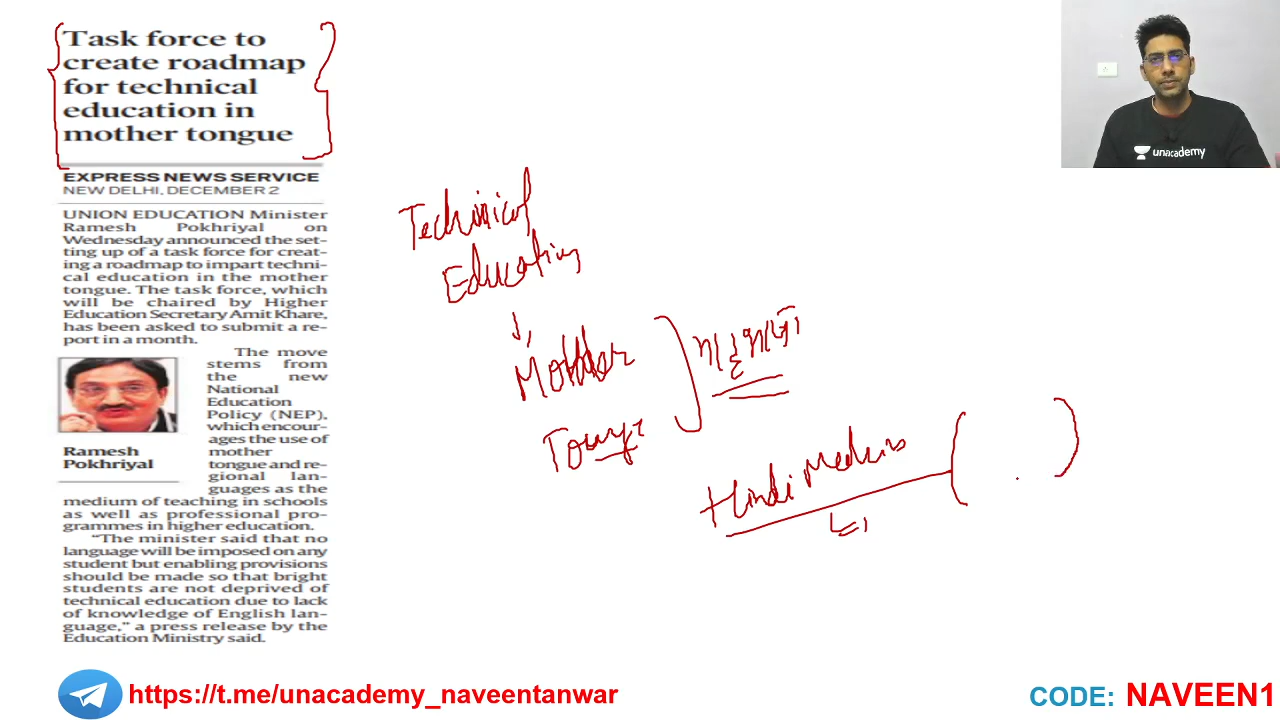 Task force to
create roadmap
for technical
education in
mother tongue
EXPRESS NEWS SERVICE
NEW DELHI, DECEMBER 2
UNION EDUCATION Minister
Ramesh Pokhriyal on
Wednesday announced the set-
ting up of a task force for creat-
ing a roadmap to impart techni-
cal education in the mother
tongue. The task force, which
will be chaired by Higher
Education Secretary Amit Khare,
has been asked to submit a re-
port in a month.
The move
stems from
the new
National
Education
Policy (NEP),
which encour-
ages the use of
mother
tongue and re-
gional lan-
guages as the
medium of teaching in schools
as well as professional pro-
grammes in higher education.
"The minister said that no
language will be imposed on any
student but enabling provisions
should be made so that bright
students are not deprived of
technical education due to lack
of knowledge of English lan-
guage," a press release by the
Education Ministry said.
Ramesh
Pokhriyal
Technical
Education
Mother
Tounge
Hindi Medium
unacademy
https://t.me/unacademy_naveentanwar
CODE: NAVEEN1